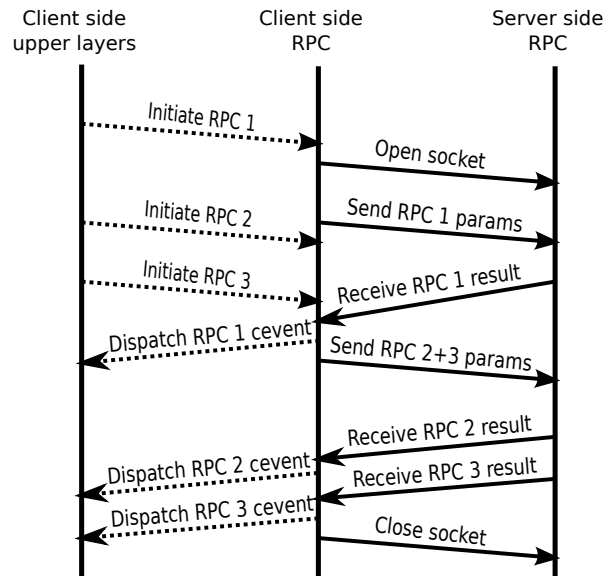 Client side
upper layers
Client side
RPC
Server side
RPC
Initiate RPC 1
Open socket
Initiate RPC 2
Send RPC 1 params
Initiate RPC 3
Receive RPC 1 result
Dispatch RPC 1 cevent
Send RPC 2+3 params
Receive RPC 2 result
Dispatch RPC 2 cevent
Receive RPC 3 result
Dispatch RPC 3 cevent
Close socket